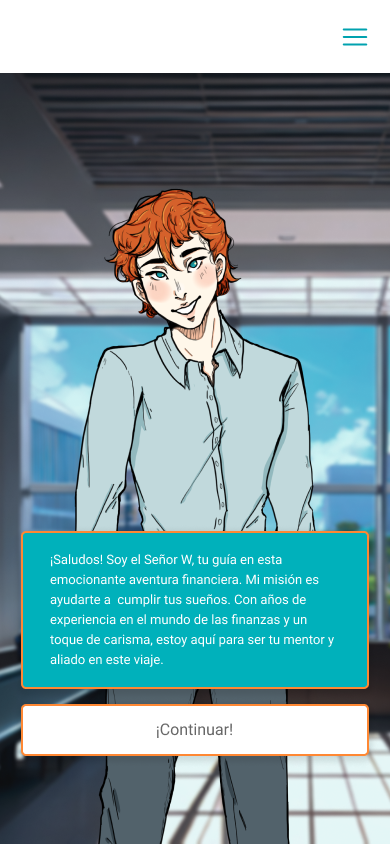 ¡Saludos! Soy el Señor W, tu guía en esta
emocionante aventura financiera. Mi misión es
ayudarte a  cumplir tus sueños. Con años de
experiencia en el mundo de las finanzas y un
toque de carisma, estoy aquí para ser tu mentor y
aliado en este viaje.
¡Continuar!